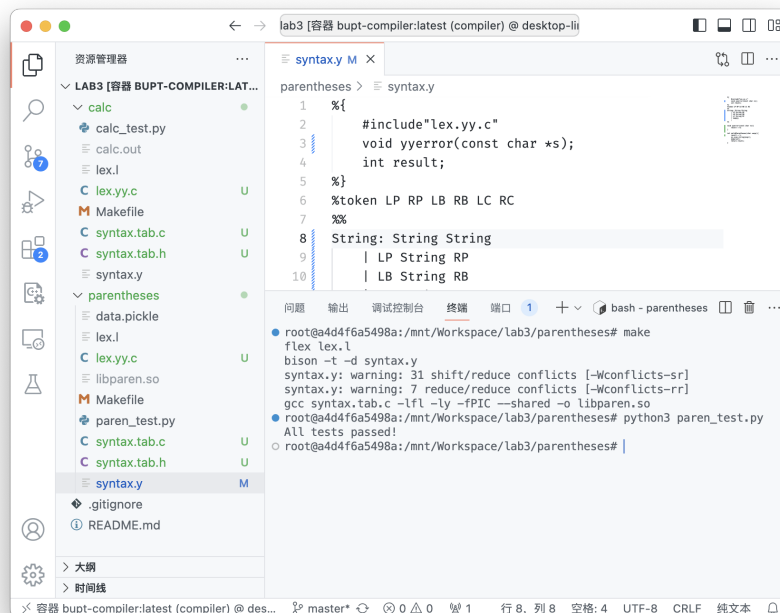 lab3 [容器 bupt-compiler:latest (compiler) @ desktop-li
资源管理器
LAB3 [容器 BUPT-COMPILER:LAT...
calc
calc_test.py
calc.out
lex.l
lex.yy.c U
Makefile
syntax.tab.c U
syntax.tab.h U
syntax.y
parentheses
data.pickle
lex.l
lex.yy.c U
libparen.so
Makefile
paren_test.py
syntax.tab.c U
syntax.tab.h U
syntax.y M
.gitignore
README.md
大纲
时间线
7
2
syntax.y M
parentheses > syntax.y
1 %{
2 #include"lex.yy.c"
3 void yyerror(const char *s);
4 int result;
5 %}
6 %token LP RP LB RB LC RC
7 %%
8 String: String String
9 | LP String RP
10 | LB String RB
问题 输出 调试控制台 终端 端口 1 bash - parentheses
root@a4d4f6a5498a:/mnt/Workspace/lab3/parentheses# make
flex lex.l
bison -t -d syntax.y
syntax.y: warning: 31 shift/reduce conflicts [-Wconflicts-sr]
syntax.y: warning: 7 reduce/reduce conflicts [-Wconflicts-rr]
gcc syntax.tab.c -lfl -ly -fPIC --shared -o libparen.so
root@a4d4f6a5498a:/mnt/Workspace/lab3/parentheses# python3 paren_test.py
All tests passed!
root@a4d4f6a5498a:/mnt/Workspace/lab3/parentheses#
容器 bupt-compiler:latest (compiler) @ des... master* 0 0 1 行 8、列 8 空格: 4 UTF-8 CRLF 纯文本